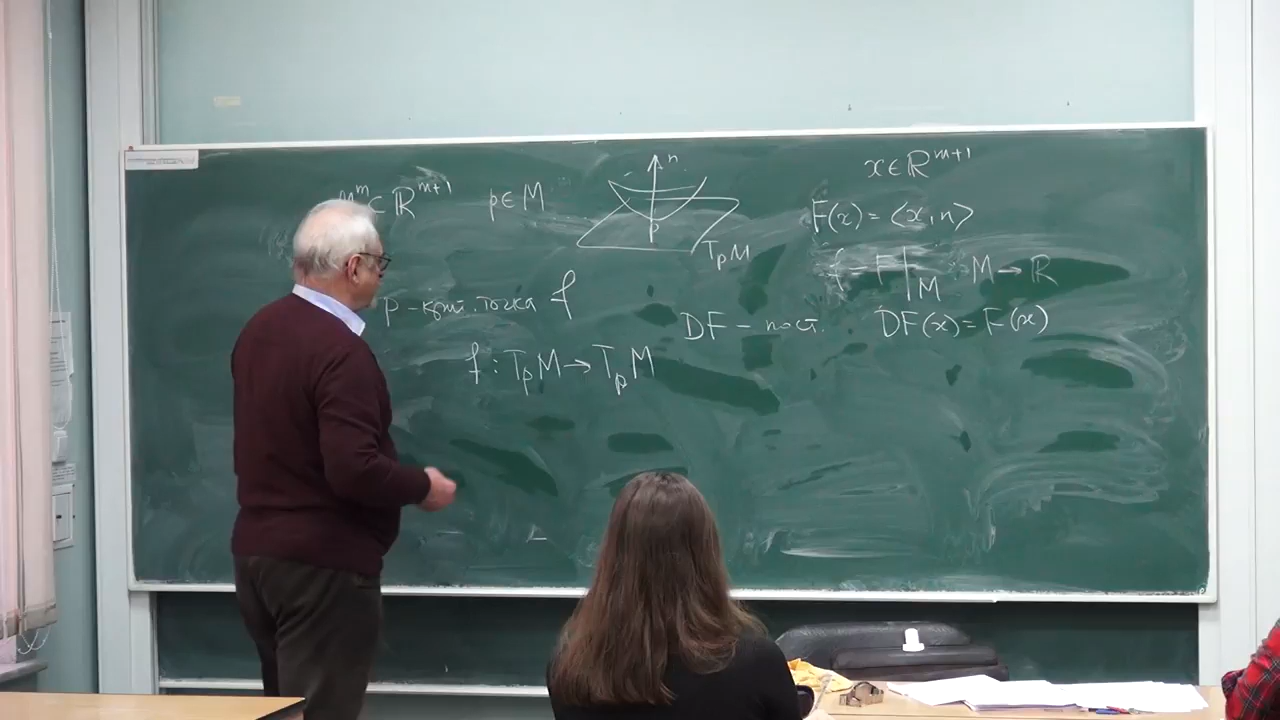 M^m ⊂ ℝ^{m+1} p ∈ M
n
p
T_pM
x ∈ ℝ^{m+1}
F(x) = ⟨x, n⟩
f = F|_M : M → ℝ
p – крит. точка f
DF – пост. DF(x) = F(x)
f : T_pM → T_pM